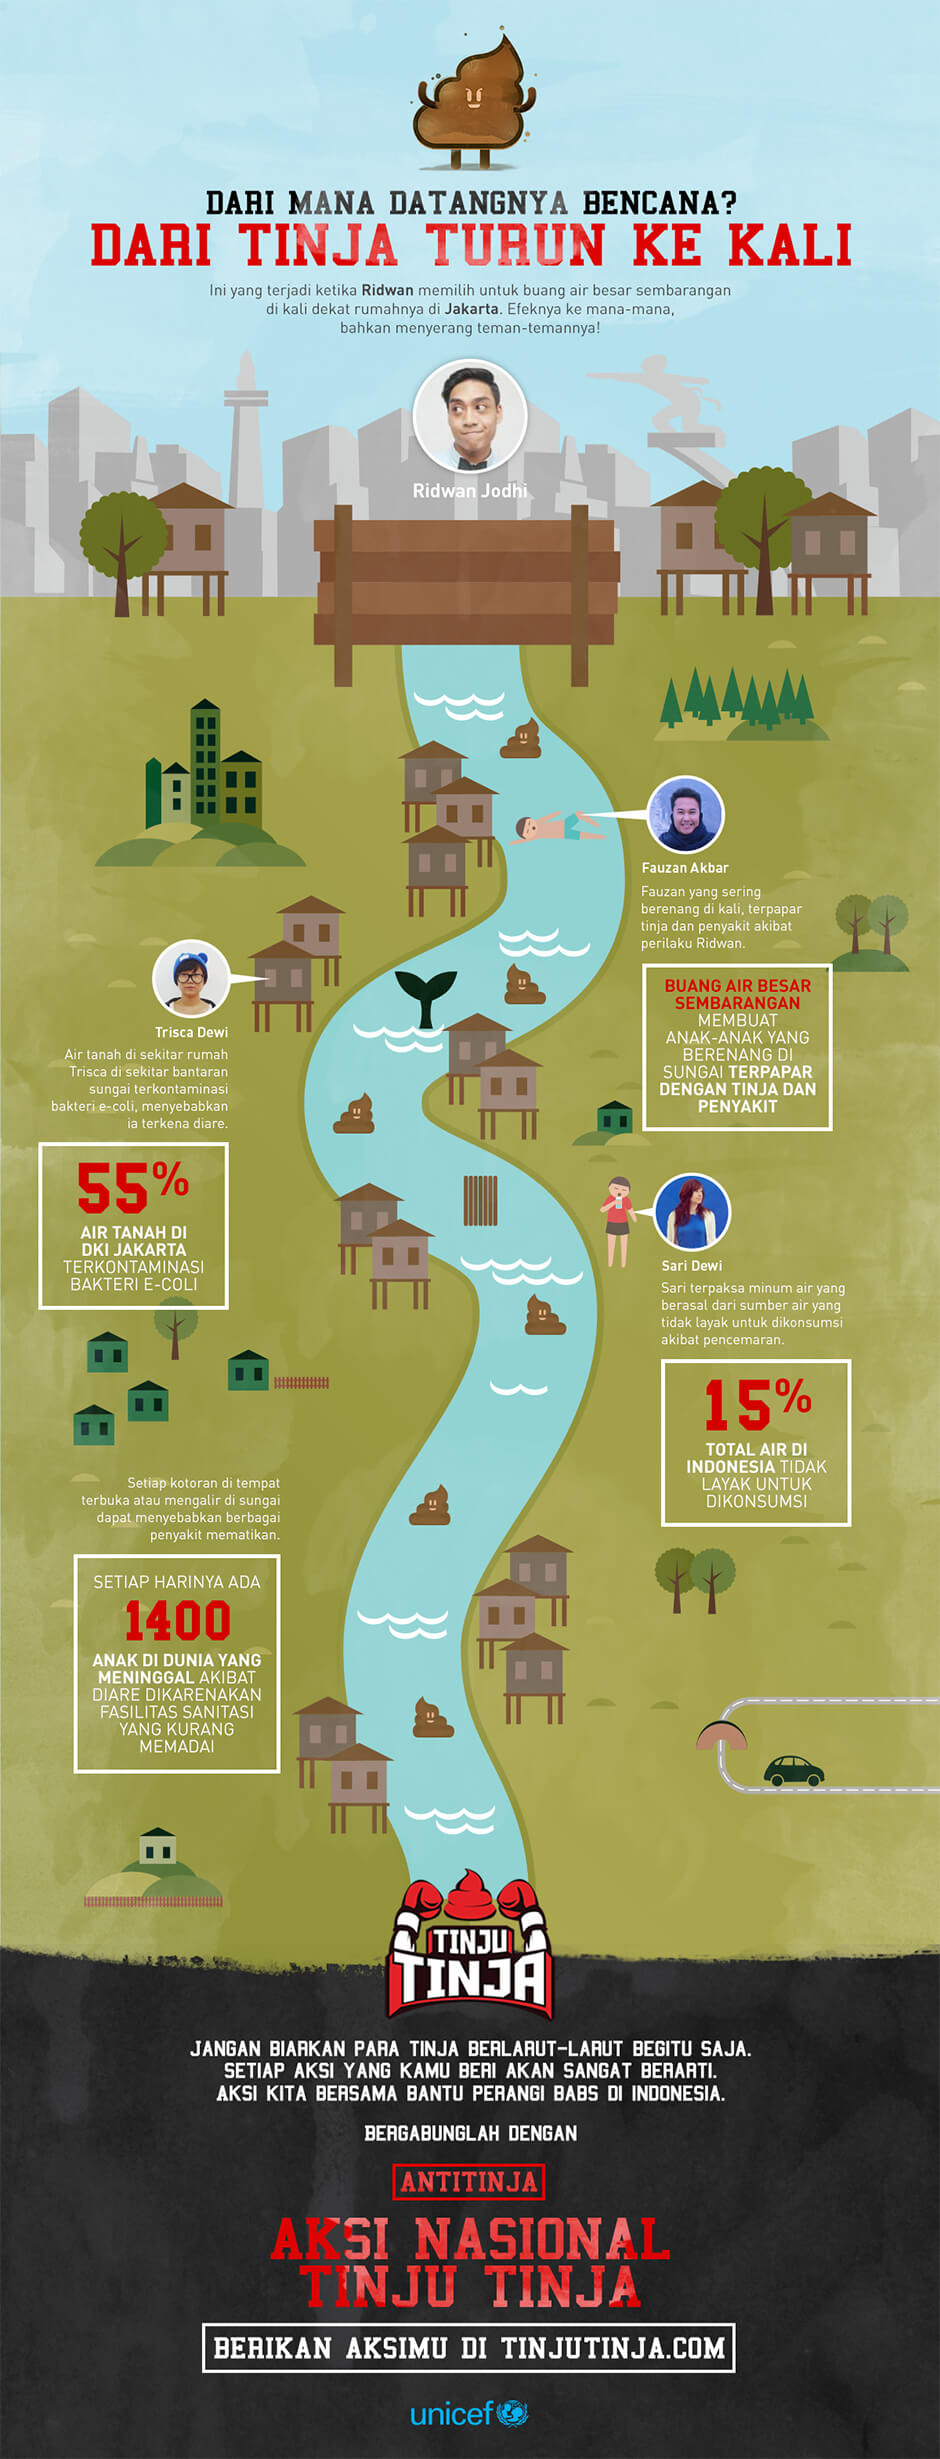 DARI MANA DATANGNYA BENCANA?
DARI TINJA TURUN KE KALI
Ini yang terjadi ketika Ridwan memilih untuk buang air besar sembarangan
di kali dekat rumahnya di Jakarta. Efeknya ke mana-mana,
bahkan menyerang teman-temannya!
Ridwan Jodhi
Fauzan Akbar
Fauzan yang sering
berenang di kali, terpapar
tinja dan penyakit akibat
perilaku Ridwan.
BUANG AIR BESAR
SEMBARANGAN
MEMBUAT
ANAK-ANAK YANG
BERENANG DI
SUNGAI TERPAPAR
DENGAN TINJA DAN
PENYAKIT
Trisca Dewi
Air tanah di sekitar rumah
Trisca di sekitar bantaran
sungai terkontaminasi
bakteri e-coli, menyebabkan
ia terkena diare.
55%
AIR TANAH DI
DKI JAKARTA
TERKONTAMINASI
BAKTERI E-COLI
Sari Dewi
Sari terpaksa minum air yang
berasal dari sumber air yang
tidak layak untuk dikonsumsi
akibat pencemaran.
15%
TOTAL AIR DI
INDONESIA TIDAK
LAYAK UNTUK
DIKONSUMSI
Setiap kotoran di tempat
terbuka atau mengalir di sungai
dapat menyebabkan berbagai
penyakit mematikan.
SETIAP HARINYA ADA
1400
ANAK DI DUNIA YANG
MENINGGAL AKIBAT
DIARE DIKARENAKAN
FASILITAS SANITASI
YANG KURANG
MEMADAI
TINJU
TINJA
JANGAN BIARKAN PARA TINJA BERLARUT-LARUT BEGITU SAJA.
SETIAP AKSI YANG KAMU BERI AKAN SANGAT BERARTI.
AKSI KITA BERSAMA BANTU PERANGI BABS DI INDONESIA.
BERGABUNGLAH DENGAN
ANTITINJA
AKSI NASIONAL
TINJU TINJA
BERIKAN AKSIMU DI TINJUTINJA.COM
unicef